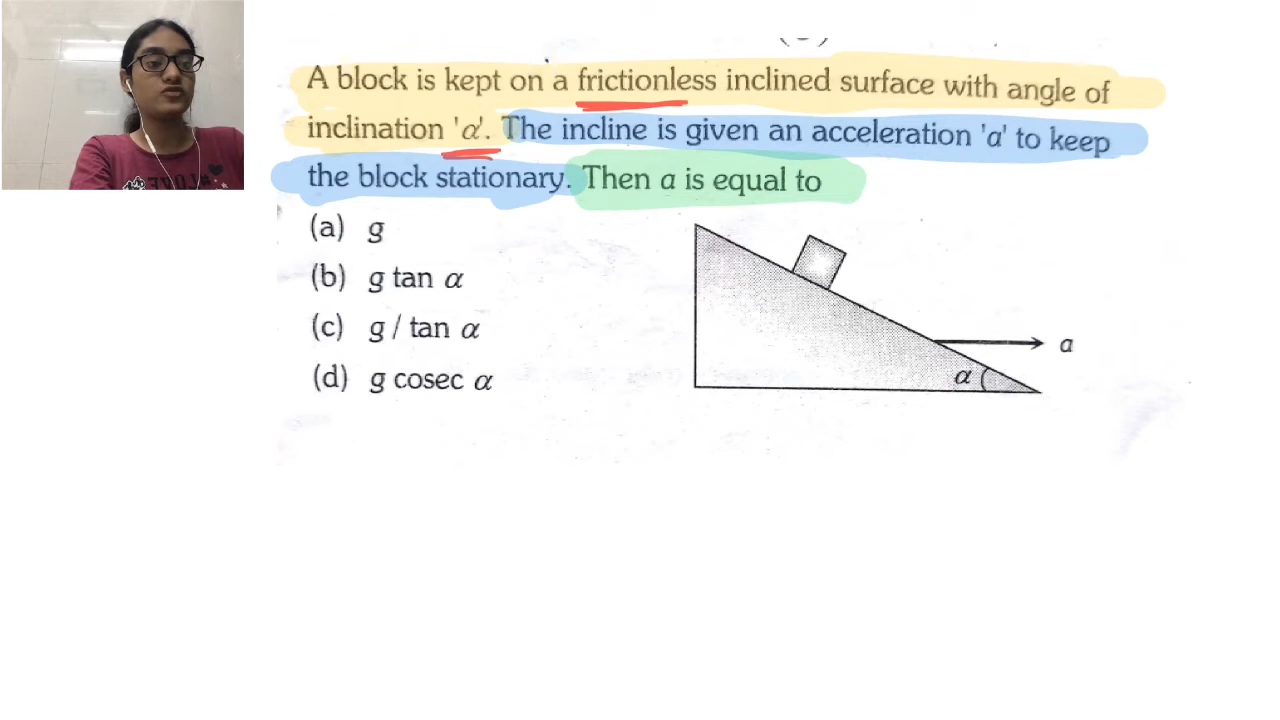 A block is kept on a frictionless inclined surface with angle of
inclination 'α'. The incline is given an acceleration 'a' to keep
the block stationary. Then a is equal to
(a) g
(b) g tan α
(c) g / tan α
(d) g cosec α
a
α